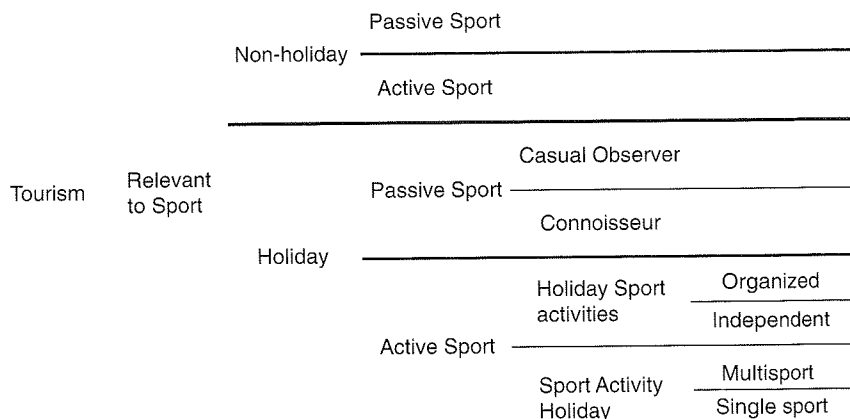 Passive Sport
Non-holiday
Active Sport
Casual Observer
Tourism
Relevant
to Sport
Passive Sport
Connoisseur
Holiday
Holiday Sport
activities
Organized
Independent
Active Sport
Sport Activity
Holiday
Multisport
Single sport